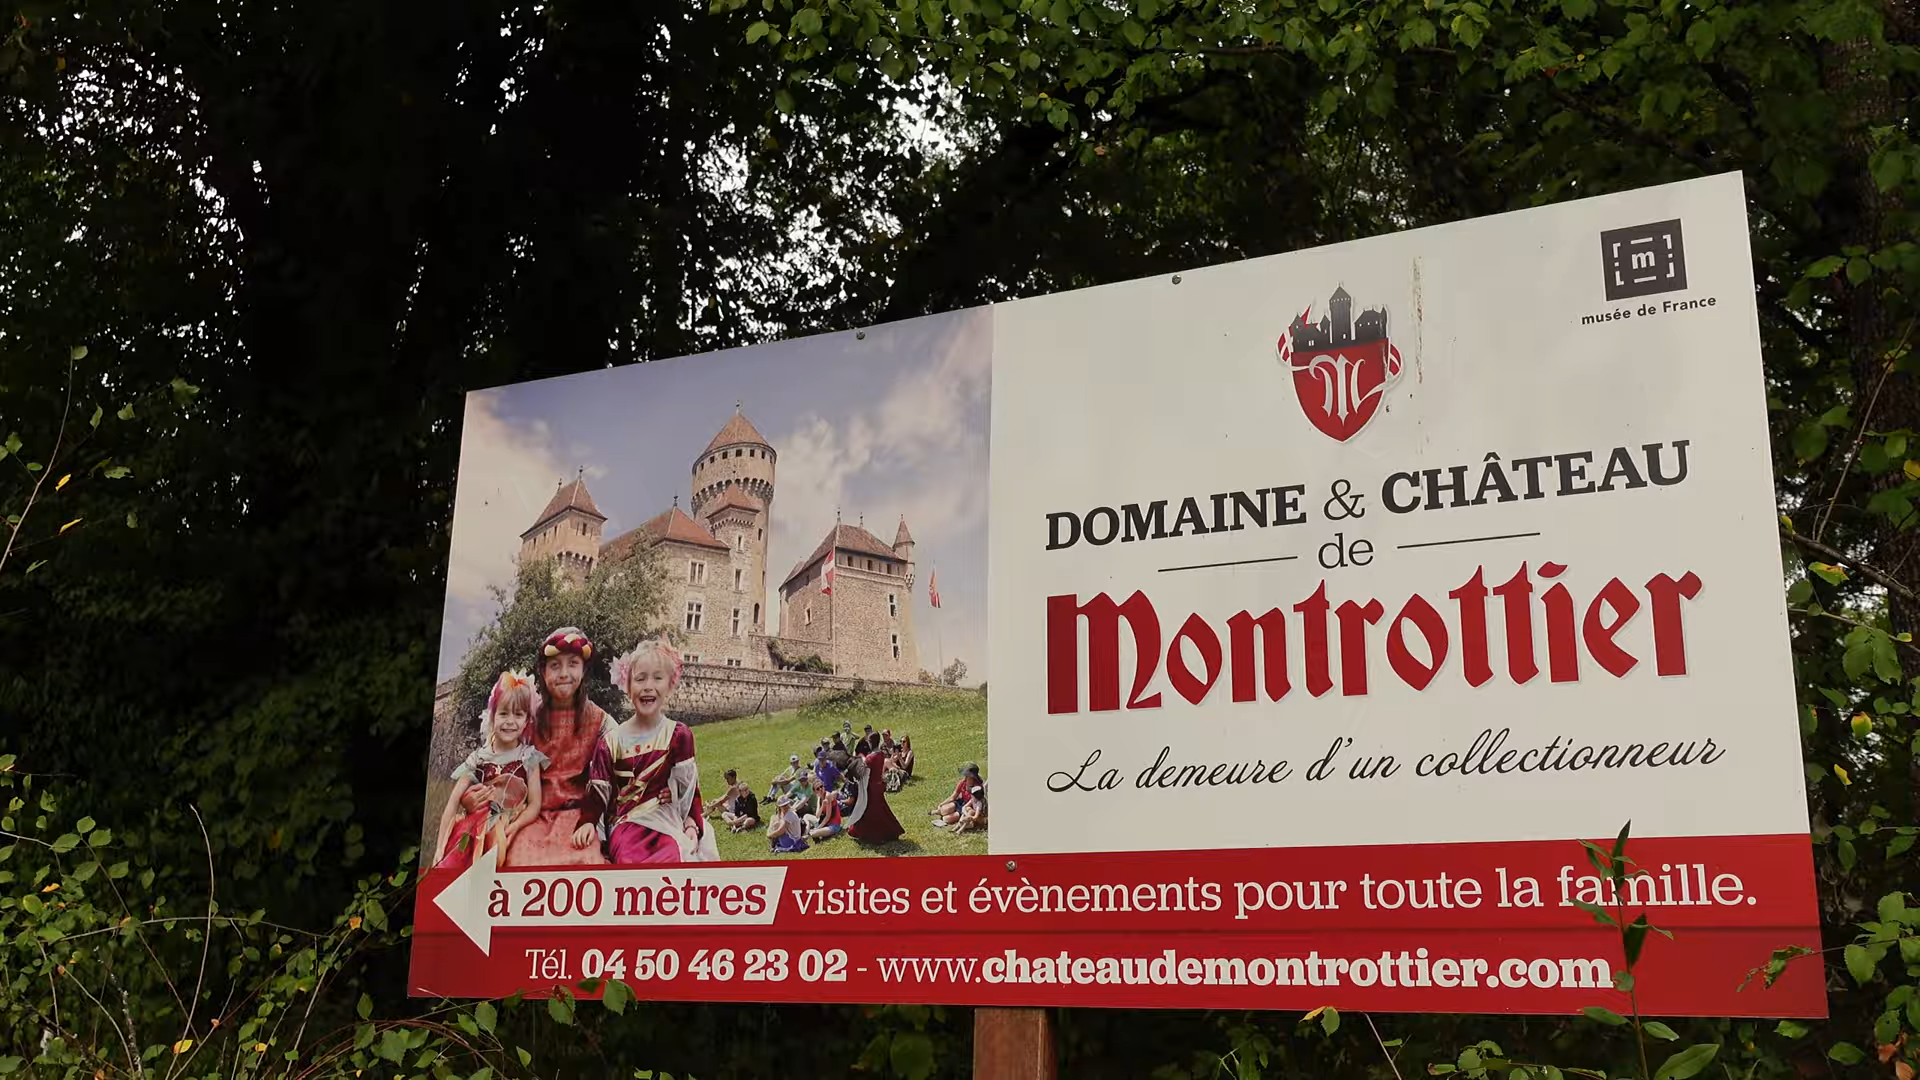 m
musée de France
M
DOMAINE & CHÂTEAU
de
Montrottier
La demeure d'un collectionneur
à 200 mètres visites et évènements pour toute la famille.
Tél. 04 50 46 23 02 - www.chateaudemontrottier.com